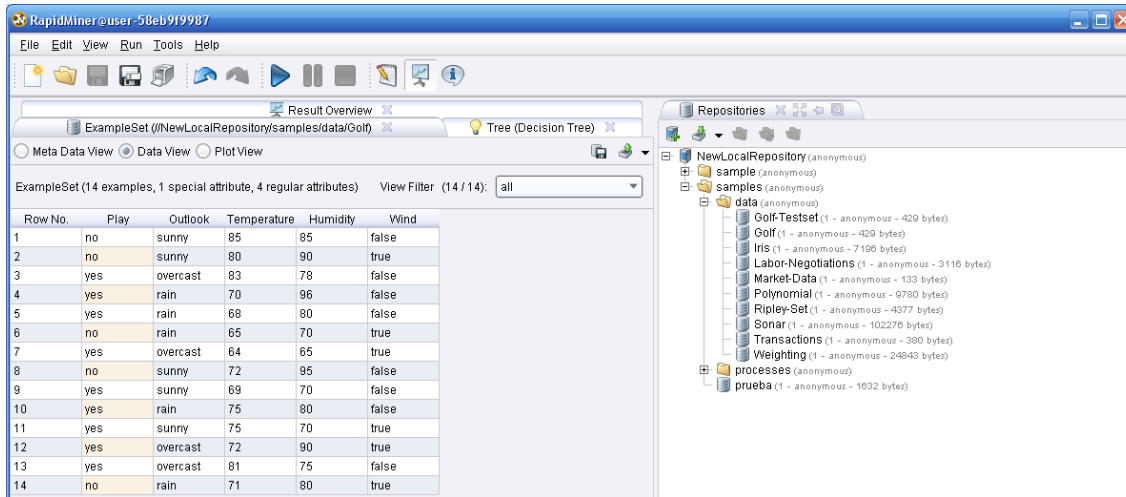 RapidMiner@user-58eb9f9987
File Edit View Run Tools Help
Result Overview
ExampleSet (//NewLocalRepository/samples/data/Golf)
Tree (Decision Tree)
Meta Data View Data View Plot View
ExampleSet (14 examples, 1 special attribute, 4 regular attributes) View Filter (14 / 14): all
Row No. Play Outlook Temperature Humidity Wind
1 no sunny 85 85 false
2 no sunny 80 90 true
3 yes overcast 83 78 false
4 yes rain 70 96 false
5 yes rain 68 80 false
6 no rain 65 70 true
7 yes overcast 64 65 true
8 no sunny 72 95 false
9 yes sunny 69 70 false
10 yes rain 75 80 false
11 yes sunny 75 70 true
12 yes overcast 72 90 true
13 yes overcast 81 75 false
14 no rain 71 80 true
Repositories
NewLocalRepository (anonymous)
sample (anonymous)
samples (anonymous)
data (anonymous)
Golf-Testset (1 - anonymous - 429 bytes)
Golf (1 - anonymous - 429 bytes)
Iris (1 - anonymous - 7196 bytes)
Labor-Negotiations (1 - anonymous - 3116 bytes)
Market-Data (1 - anonymous - 133 bytes)
Polynomial (1 - anonymous - 9780 bytes)
Ripley-Set (1 - anonymous - 4377 bytes)
Sonar (1 - anonymous - 102276 bytes)
Transactions (1 - anonymous - 380 bytes)
Weighting (1 - anonymous - 24843 bytes)
processes (anonymous)
prueba (1 - anonymous - 1632 bytes)